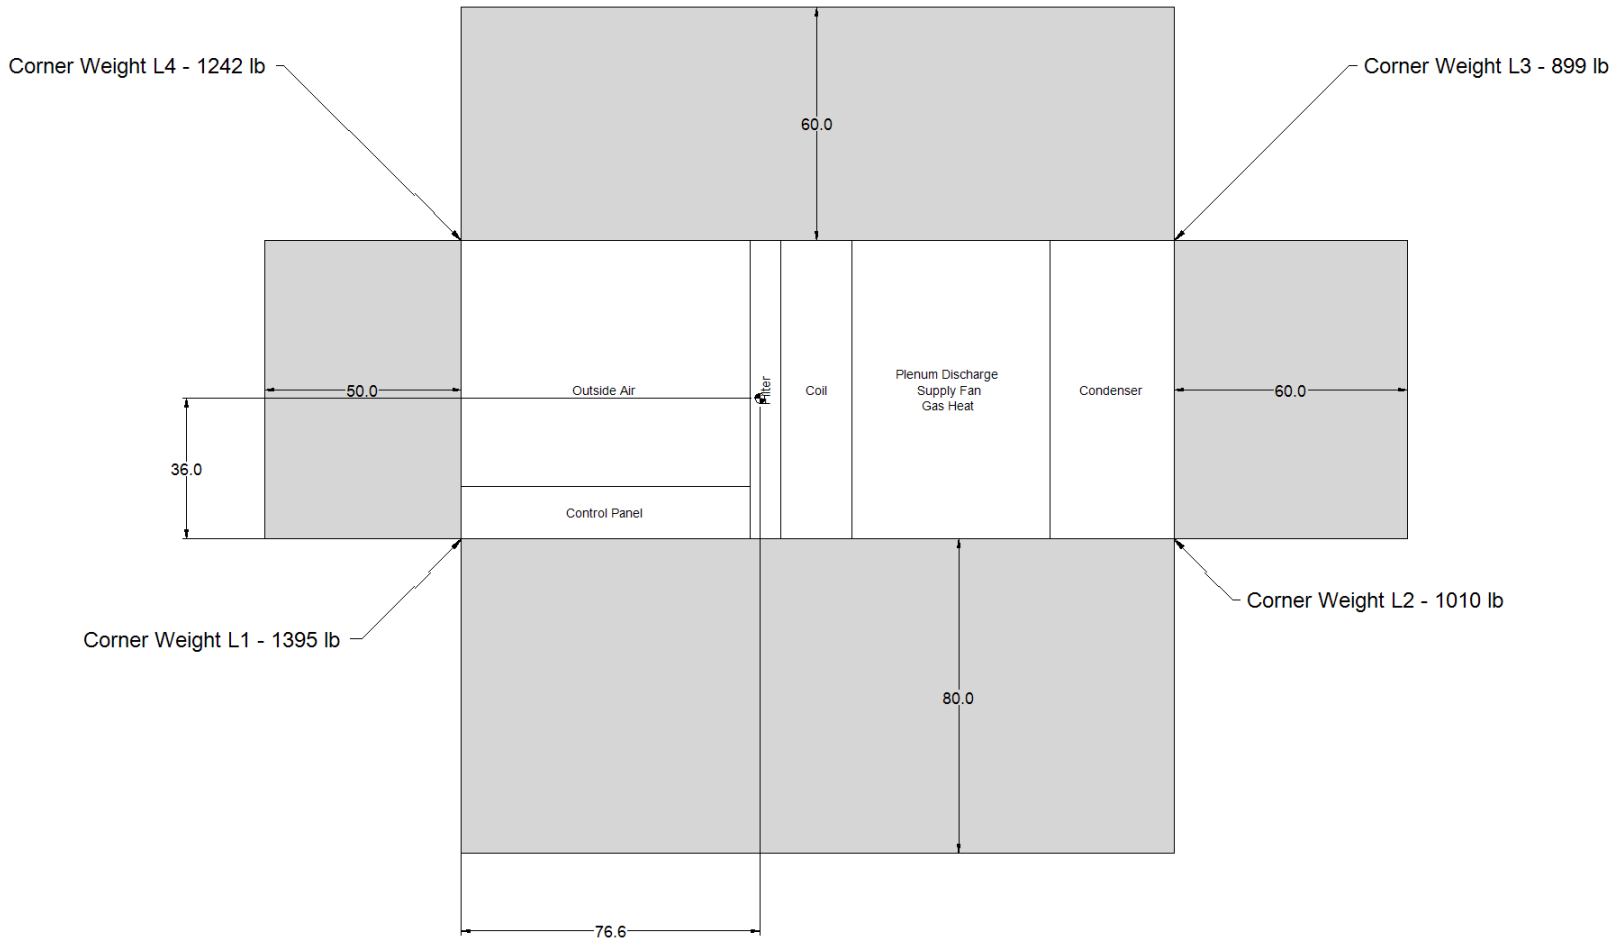 Corner Weight L4 - 1242 lb
Corner Weight L3 - 899 lb
60.0
50.0
Outside Air
Filter
Coil
Plenum Discharge
Supply Fan
Gas Heat
Condenser
60.0
36.0
Control Panel
Corner Weight L1 - 1395 lb
Corner Weight L2 - 1010 lb
80.0
76.6